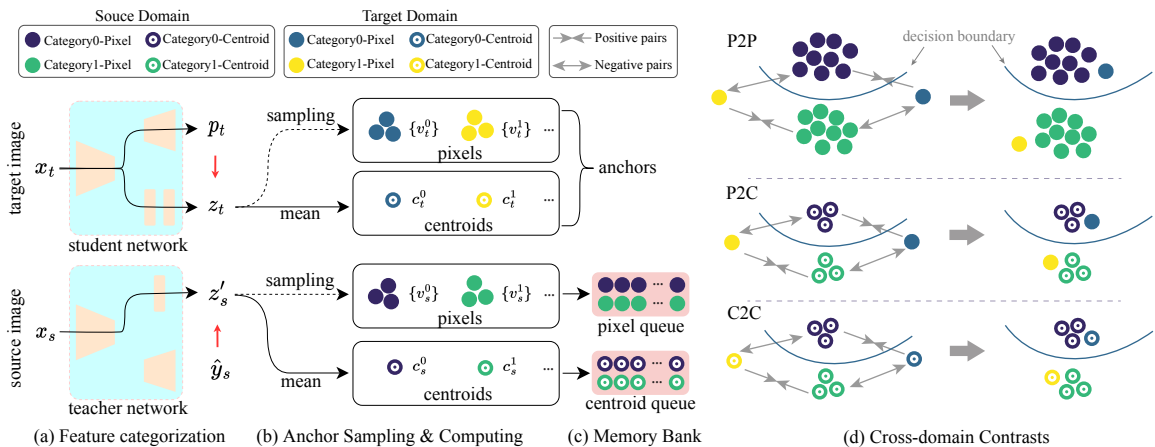 Souce Domain
Target Domain
Category0-Pixel
Category0-Centroid
Category1-Pixel
Category1-Centroid
Category0-Pixel
Category0-Centroid
Category1-Pixel
Category1-Centroid
Positive pairs
Negative pairs
target image
x_t
p_t
z_t
student network
sampling
mean
{v_t^0}
{v_t^1}
...
pixels
c_t^0
c_t^1
...
centroids
anchors
source image
x_s
z'_s
ŷ_s
teacher network
sampling
mean
{v_s^0}
{v_s^1}
...
pixels
c_s^0
c_s^1
...
centroids
...
...
pixel queue
...
...
centroid queue
P2P
decision boundary
P2C
C2C
(a) Feature categorization
(b) Anchor Sampling & Computing
(c) Memory Bank
(d) Cross-domain Contrasts